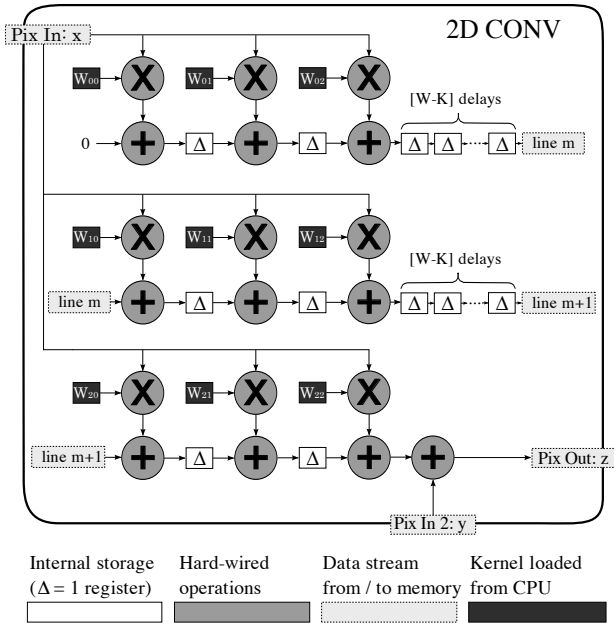 2D CONV
Pix In: x
W00 X W01 X W02 X
[W-K] delays
0 + Δ + Δ + Δ Δ Δ line m
W10 X W11 X W12 X
[W-K] delays
line m + Δ + Δ + Δ Δ Δ line m+1
W20 X W21 X W22 X
line m+1 + Δ + Δ + + Pix Out: z
Pix In 2: y
Internal storage
(Δ = 1 register)
Hard-wired
operations
Data stream
from / to memory
Kernel loaded
from CPU